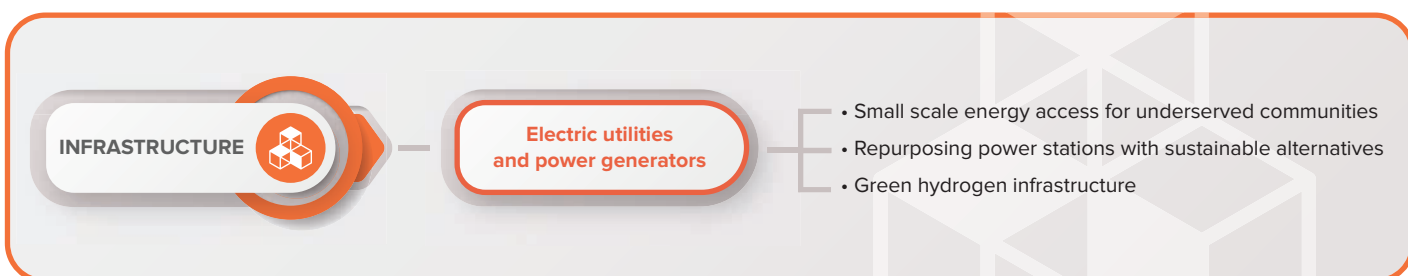 INFRASTRUCTURE
Electric utilities
and power generators
• Small scale energy access for underserved communities
• Repurposing power stations with sustainable alternatives
• Green hydrogen infrastructure